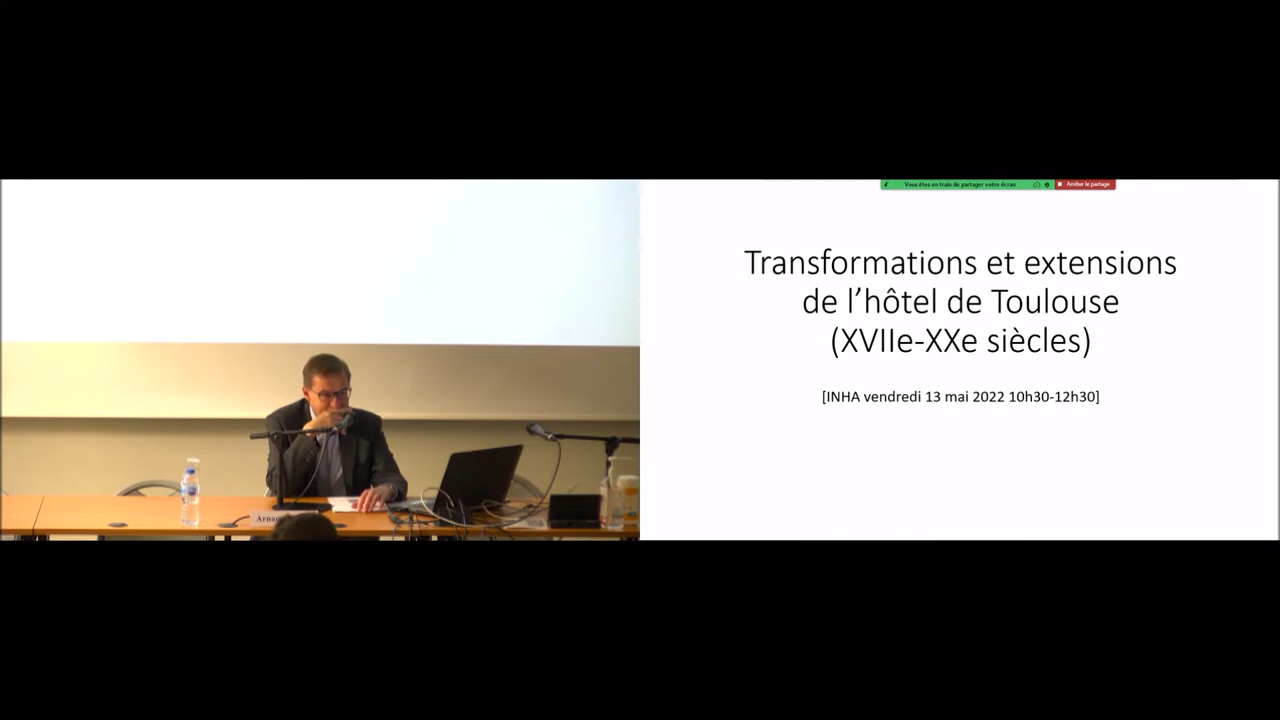 Vous êtes en train de partager votre écran
Arrêter le partage
Transformations et extensions
de l’hôtel de Toulouse
(XVIIe-XXe siècles)
[INHA vendredi 13 mai 2022 10h30-12h30]